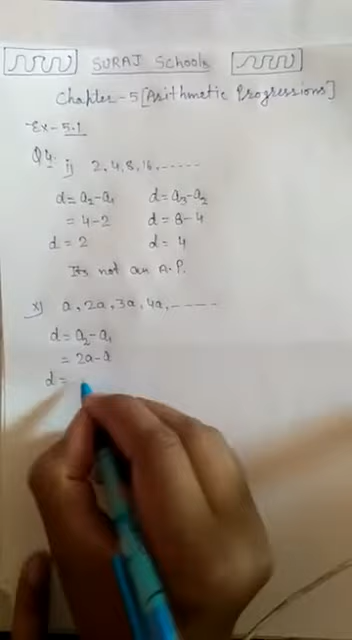 SURAJ Schools
Chapter-5 [Arithmetic Progressions]
Ex-5.1
Q4. i) 2, 4, 8, 16, -----
d = a₂-a₁ d = a₃-a₂
= 4-2 d = 8-4
d = 2 d = 4
Its not an A.P.
x) a, 2a, 3a, 4a, -----
d = a₂-a₁
= 2a-a
d =